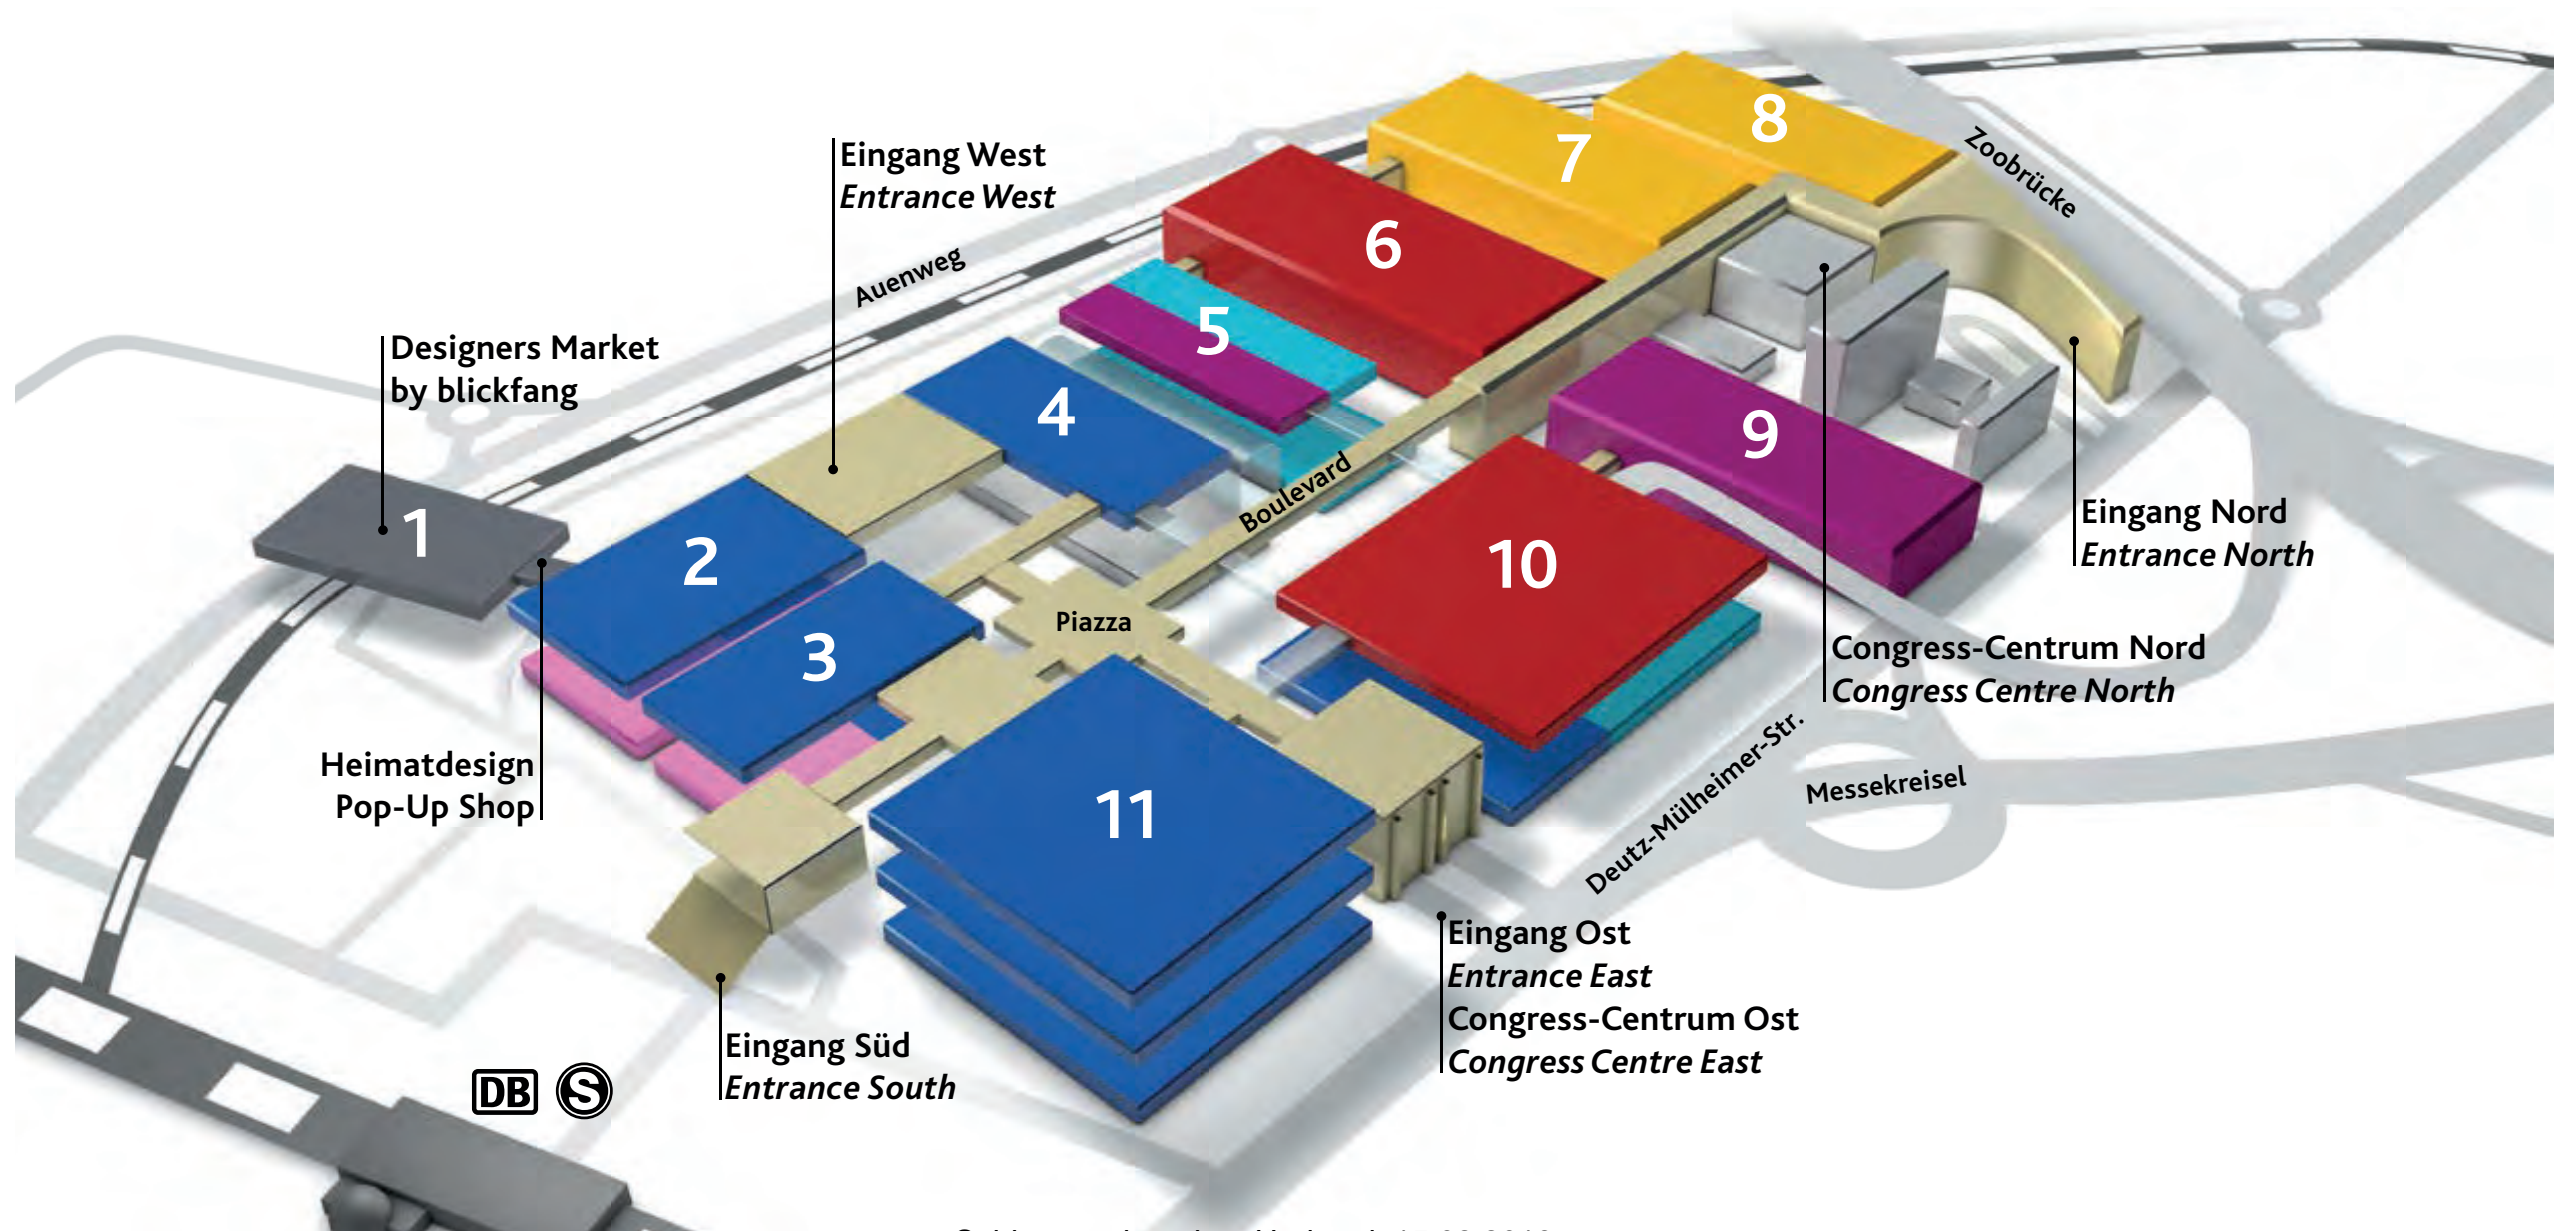 8
7
Zoobrücke
Eingang West
Entrance West
6
Auenweg
5
Designers Market
by blickfang
4
9
Boulevard
1
2
10
Eingang Nord
Entrance North
Piazza
3
Congress-Centrum Nord
Congress Centre North
Heimatdesign
Pop-Up Shop
11
Deutz-Mülheimer-Str.
Messekreisel
Eingang Ost
Entrance East
Congress-Centrum Ost
Congress Centre East
Eingang Süd
Entrance South
DB S